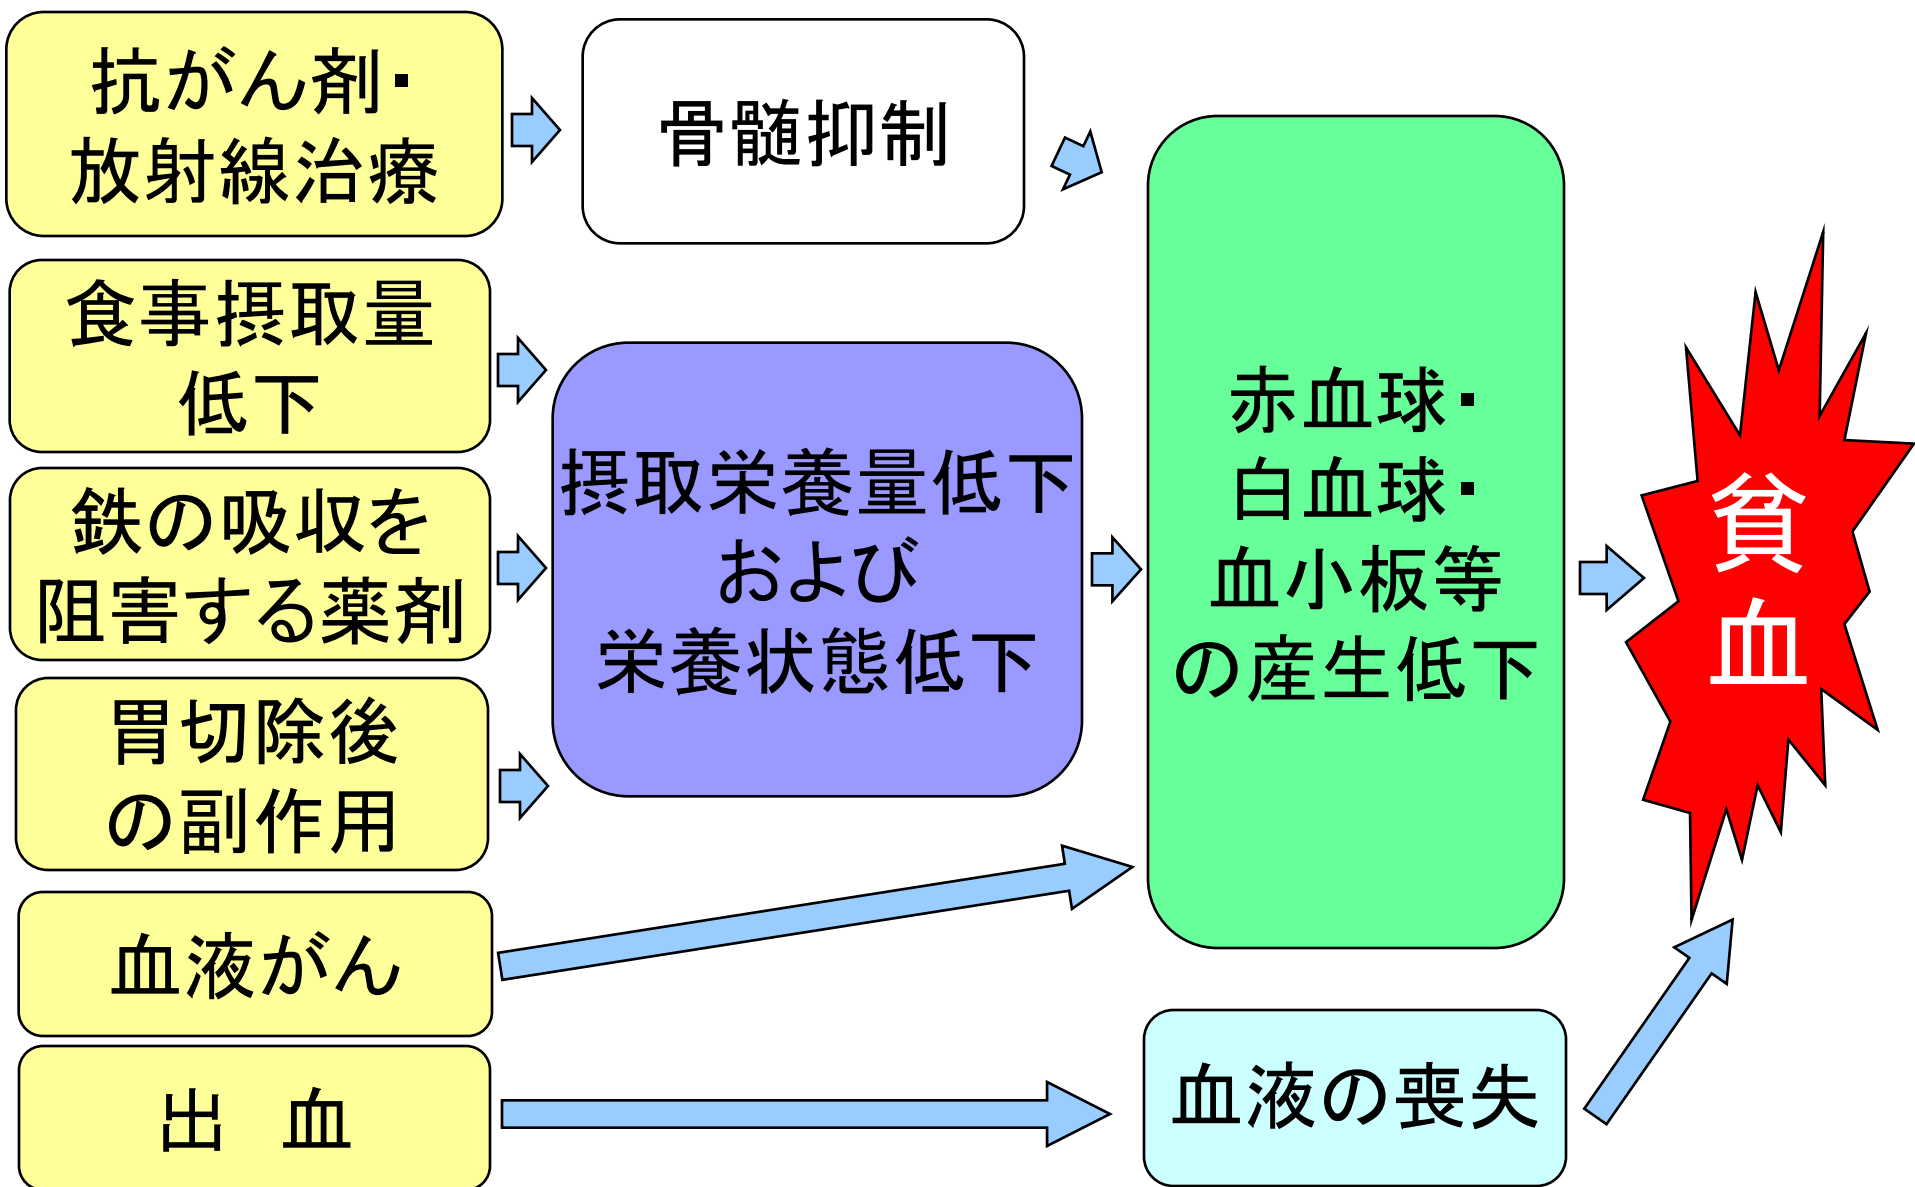 抗がん剤・
放射線治療
骨髄抑制
食事摂取量
低下
鉄の吸収を
阻害する薬剤
胃切除後
の副作用
摂取栄養量低下
および
栄養状態低下
赤血球・
白血球・
血小板等
の産生低下
貧
血
血液がん
出　血
血液の喪失